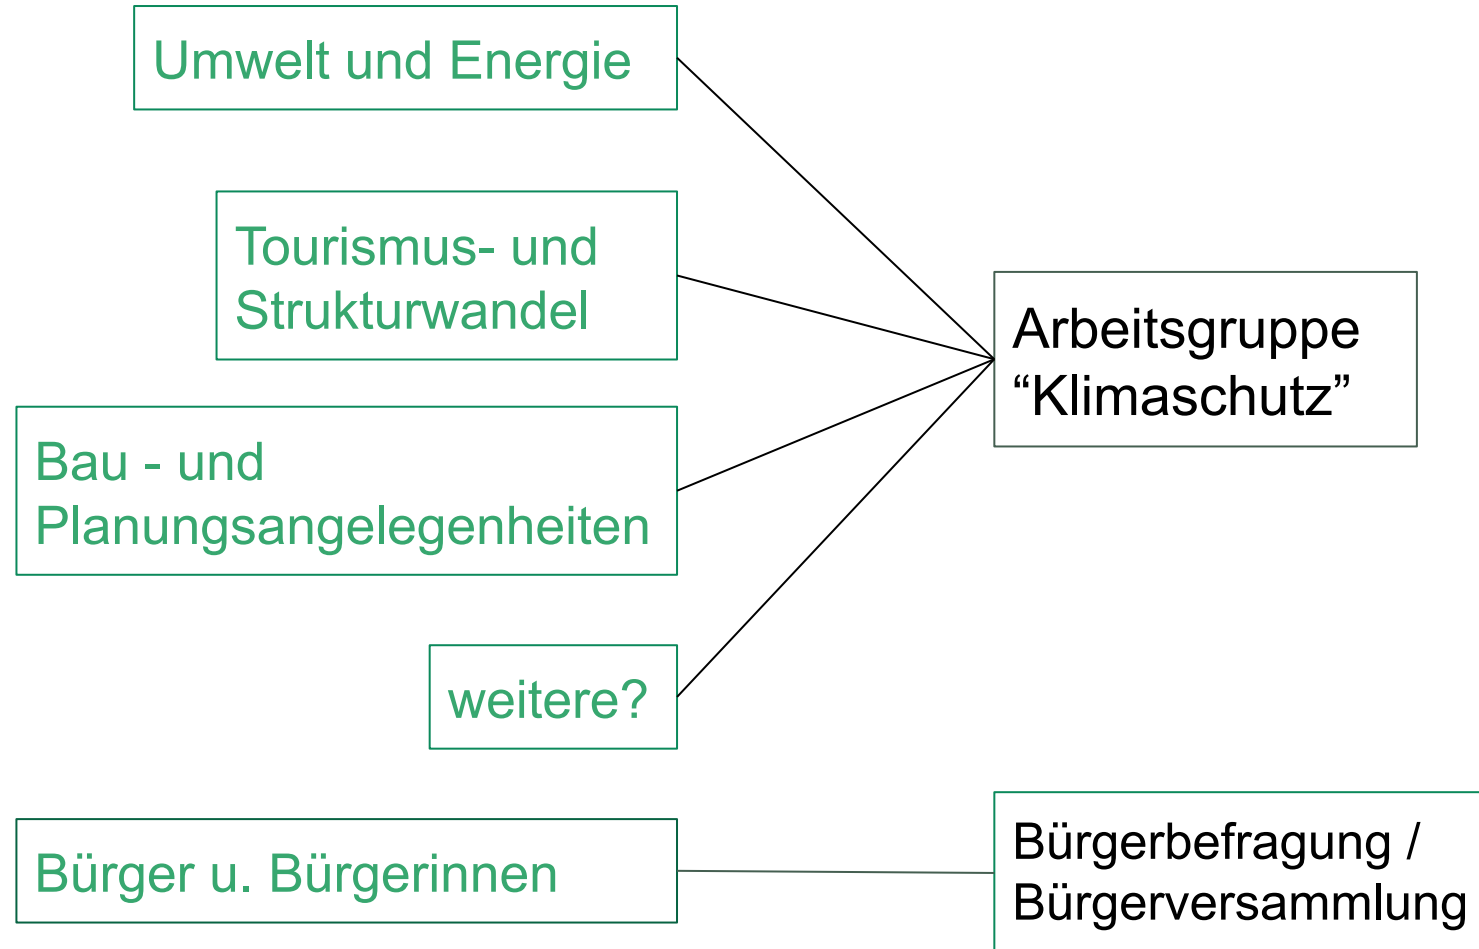 Umwelt und Energie
Tourismus- und
Strukturwandel
Bau - und
Planungsangelegenheiten
weitere?
Bürger u. Bürgerinnen
Arbeitsgruppe
“Klimaschutz”
Bürgerbefragung /
Bürgerversammlung